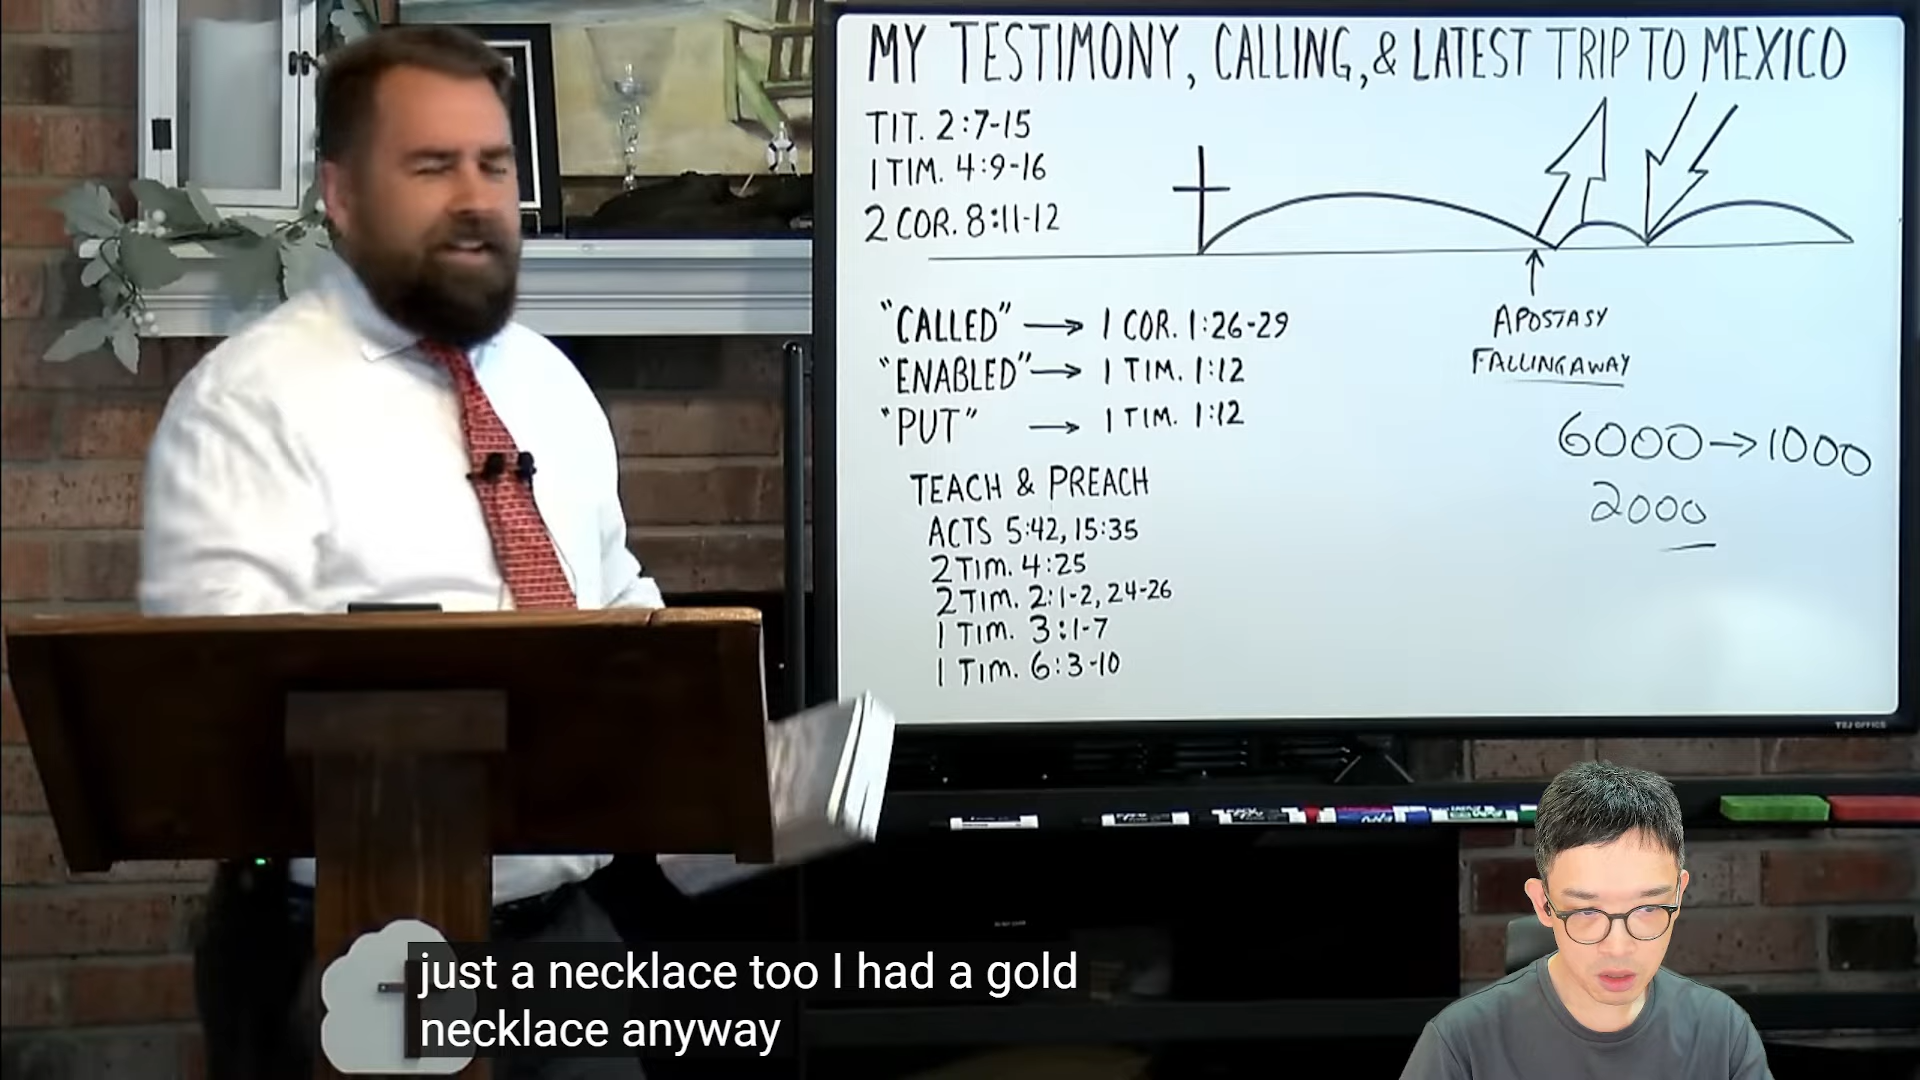 MY TESTIMONY, CALLING, & LATEST TRIP TO MEXICO
TIT. 2:7-15
1 TIM. 4:9-16
2 COR. 8:11-12
"CALLED" → 1 COR. 1:26-29
"ENABLED" → 1 TIM. 1:12
"PUT" → 1 TIM. 1:12
TEACH & PREACH
ACTS 5:42, 15:35
2 TIM. 4:25
2 TIM. 2:1-2, 24-26
1 TIM. 3:1-7
1 TIM. 6:3-10
APOSTASY
FALLING AWAY
6000 → 1000
2000
just a necklace too I had a gold
necklace anyway